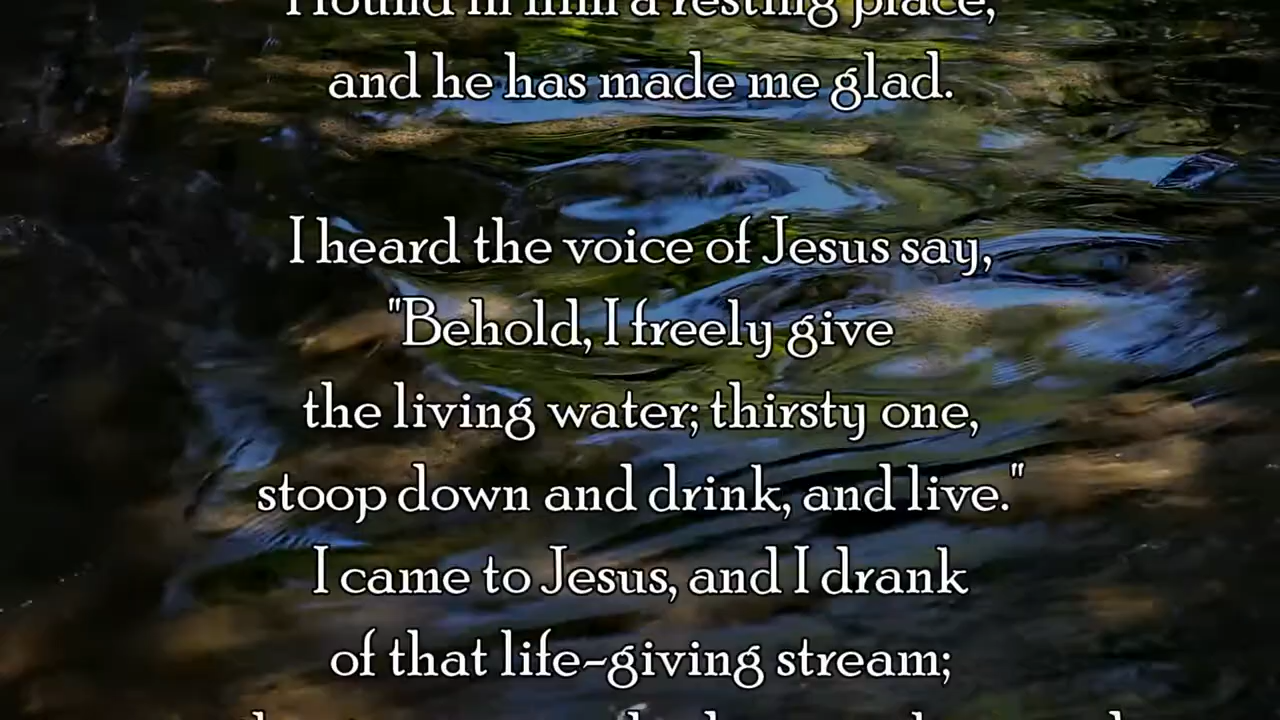 I found in him a resting place,
and he has made me glad.
I heard the voice of Jesus say,
"Behold, I freely give
the living water; thirsty one,
stoop down and drink, and live."
I came to Jesus, and I drank
of that life-giving stream;